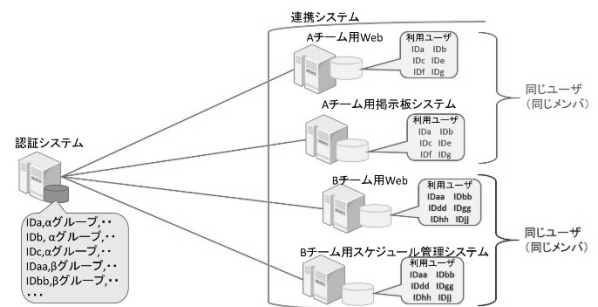 連携システム
Aチーム用Web
利用ユーザ
IDa IDb
IDc IDe
IDf IDg
Aチーム用掲示板システム
利用ユーザ
IDa IDb
IDc IDe
IDf IDg
同じユーザ
(同じメンバ)
認証システム
IDa,αグループ,・・
IDb, αグループ,・・
IDc,αグループ,・・
IDaa,βグループ,・・
IDbb,βグループ,・・
・・・
Bチーム用Web
利用ユーザ
IDaa IDbb
IDdd IDgg
IDhh IDjj
Bチーム用スケジュール管理システム
利用ユーザ
IDaa IDbb
IDdd IDgg
IDhh IDjj
同じユーザ
(同じメンバ)